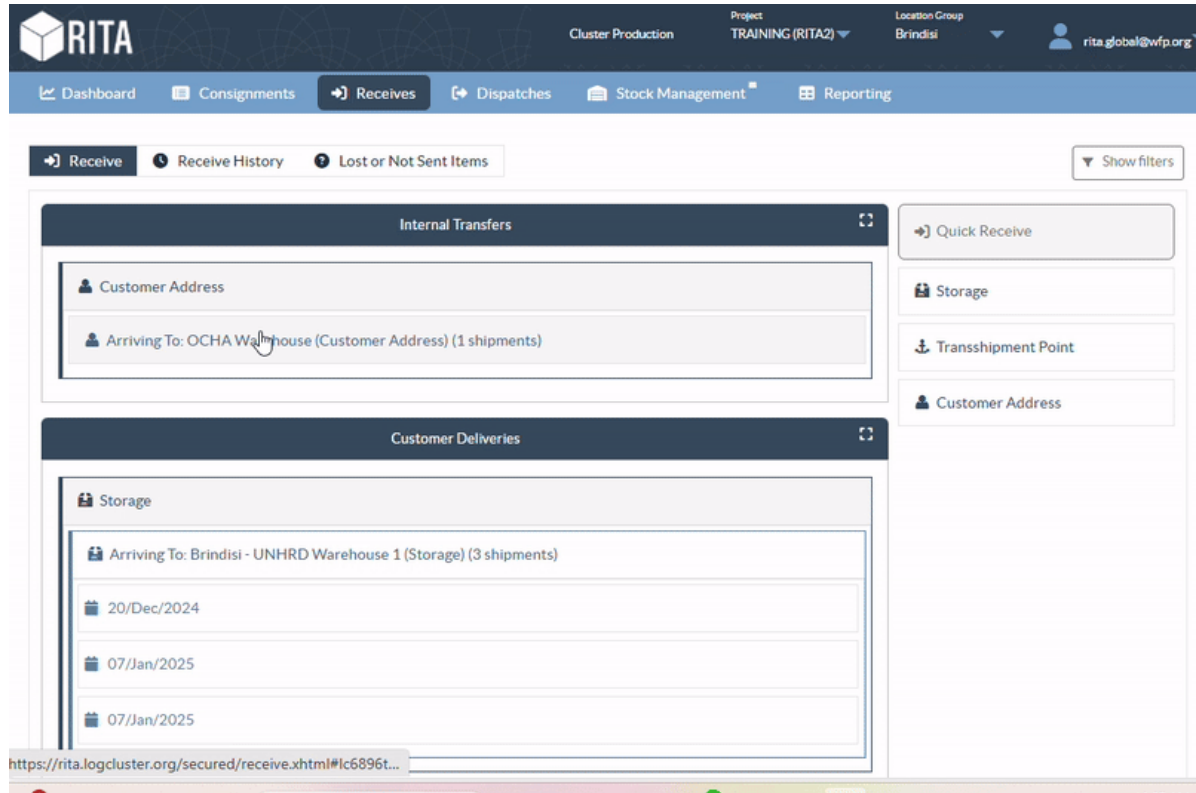 RITA
Cluster Production
Project
TRAINING (RITA2)
Location Group
Brindisi
rita.global@wfp.org
Dashboard
Consignments
Receives
Dispatches
Stock Management
Reporting
Receive
Receive History
Lost or Not Sent Items
Show filters
Internal Transfers
Customer Address
Arriving To: OCHA Warehouse (Customer Address) (1 shipments)
Customer Deliveries
Storage
Arriving To: Brindisi - UNHRD Warehouse 1 (Storage) (3 shipments)
20/Dec/2024
07/Jan/2025
07/Jan/2025
Quick Receive
Storage
Transshipment Point
Customer Address
https://rita.logcluster.org/secured/receive.xhtml#lc6896t...